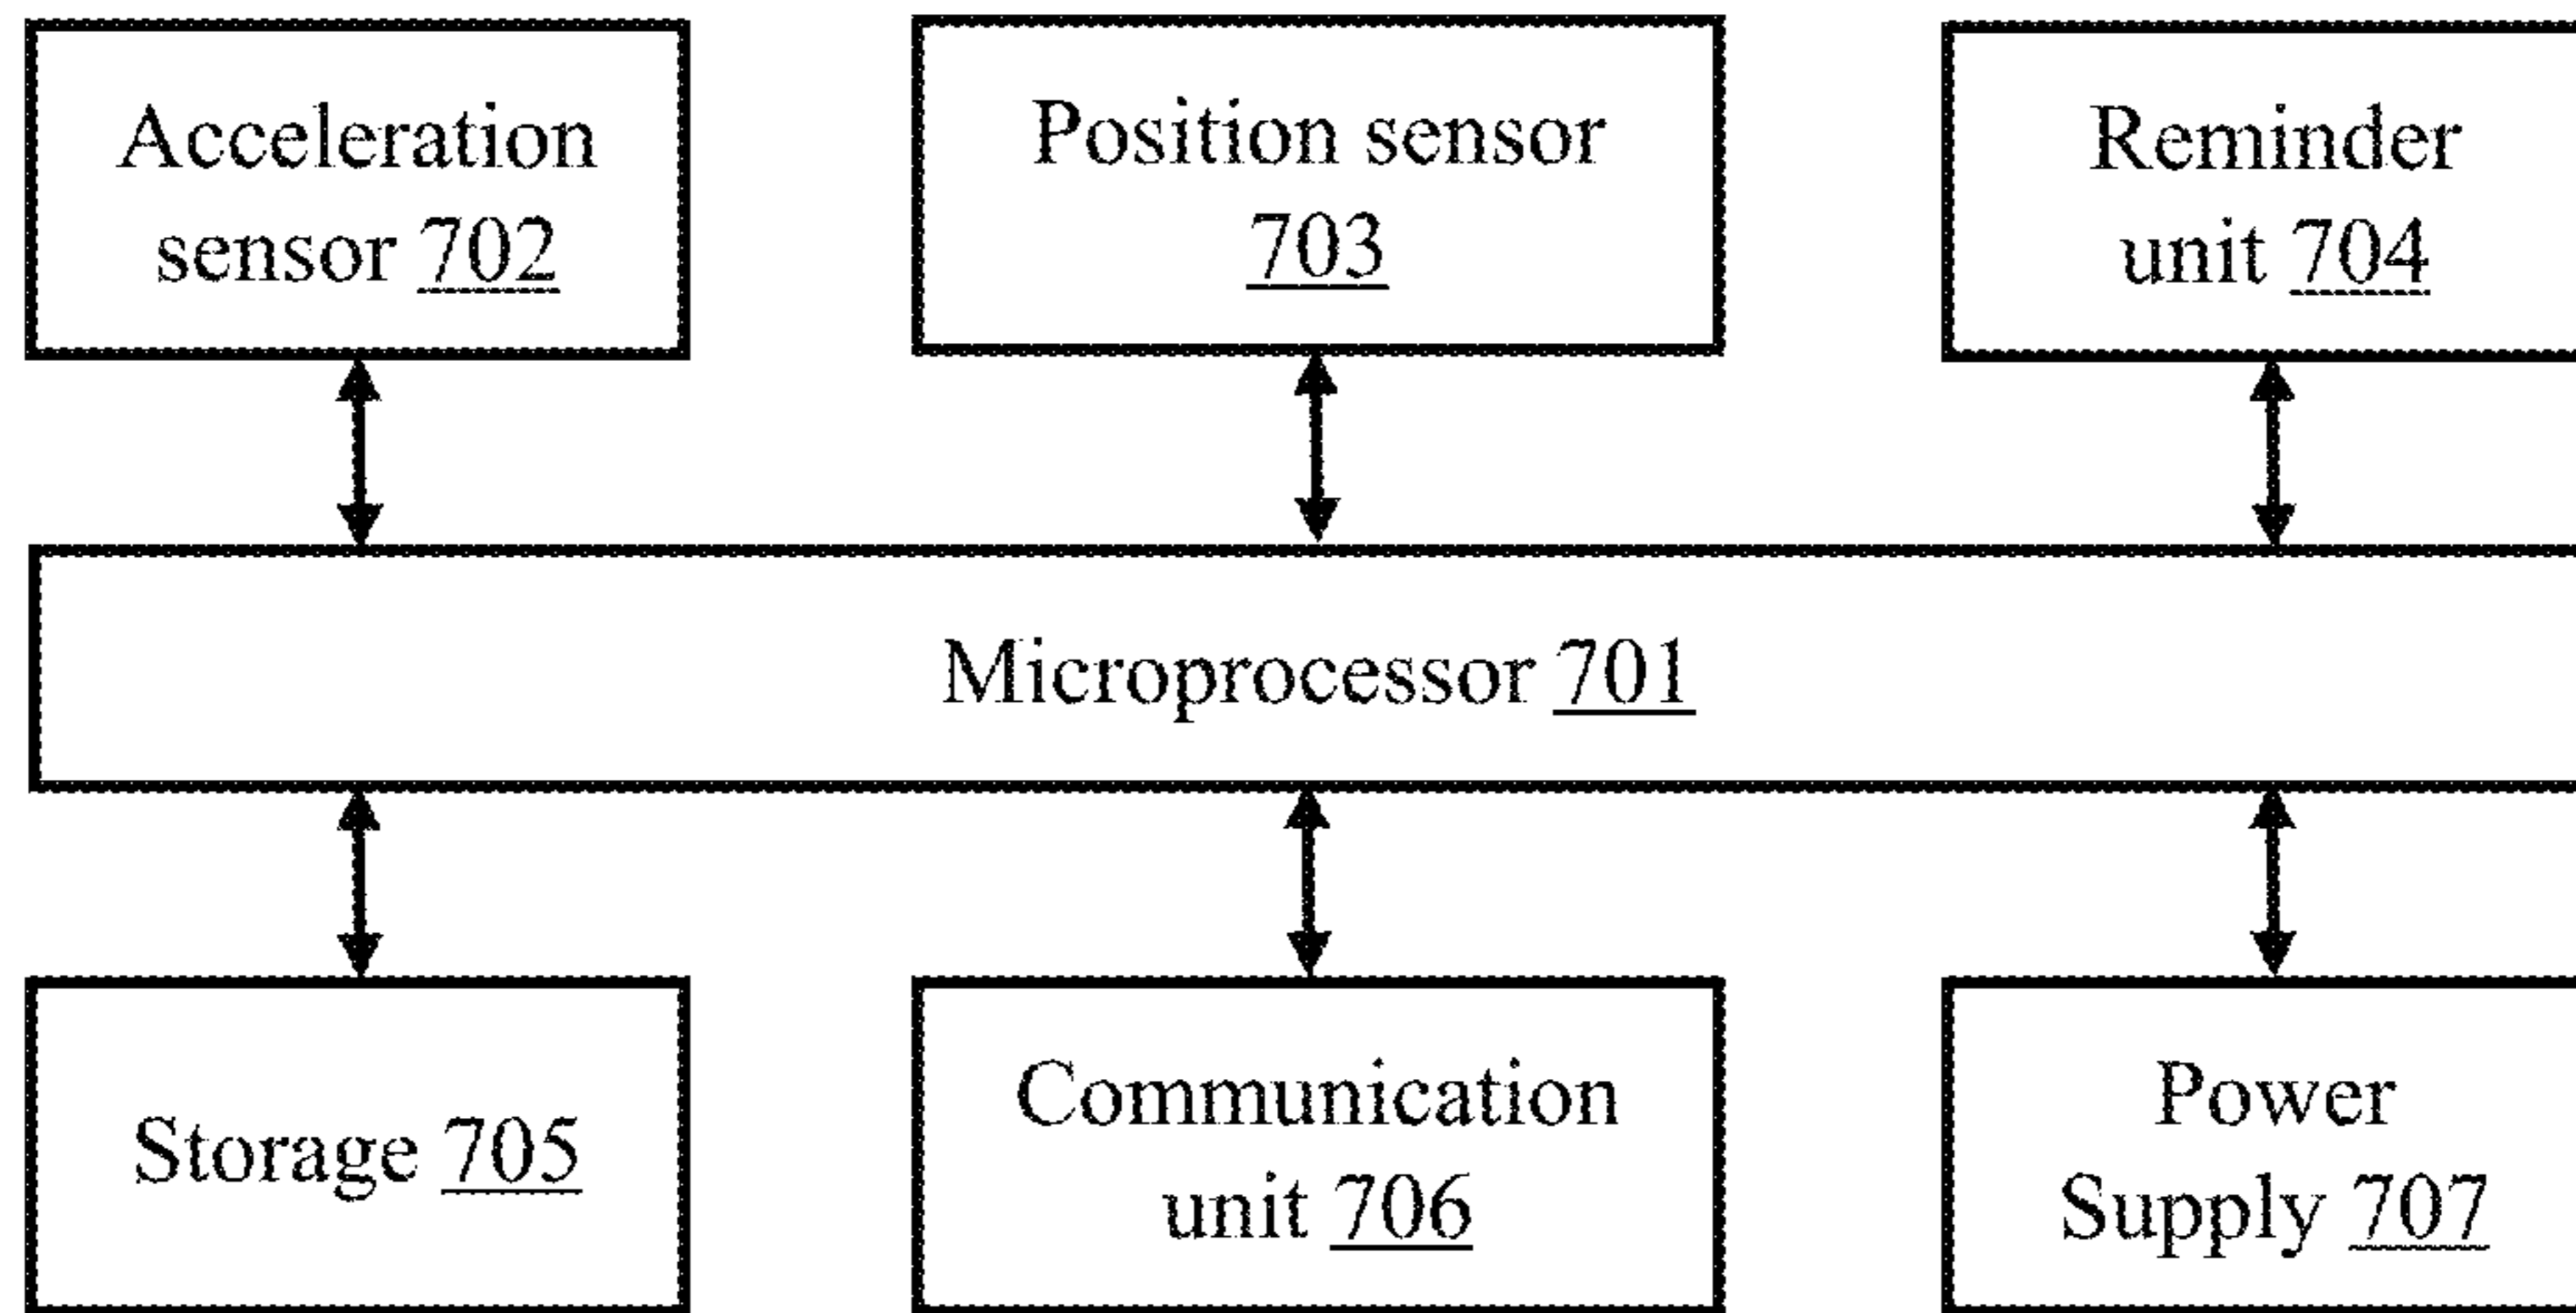 Acceleration
sensor 702
Position sensor
703
Reminder
unit 704
Microprocessor 701
Storage 705
Communication
unit 706
Power
Supply 707